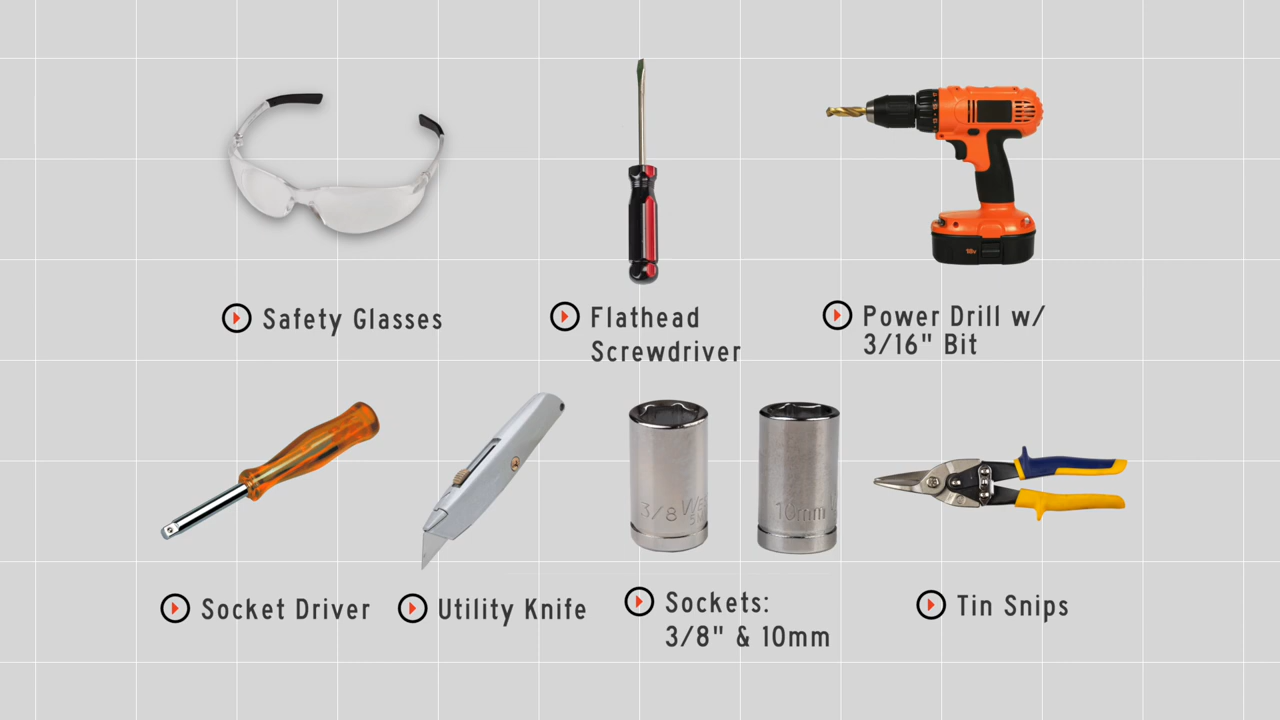 Safety Glasses
Flathead
Screwdriver
Power Drill w/
3/16" Bit
18v
Socket Driver
Utility Knife
3/8
10mm
Sockets:
3/8" & 10mm
Tin Snips